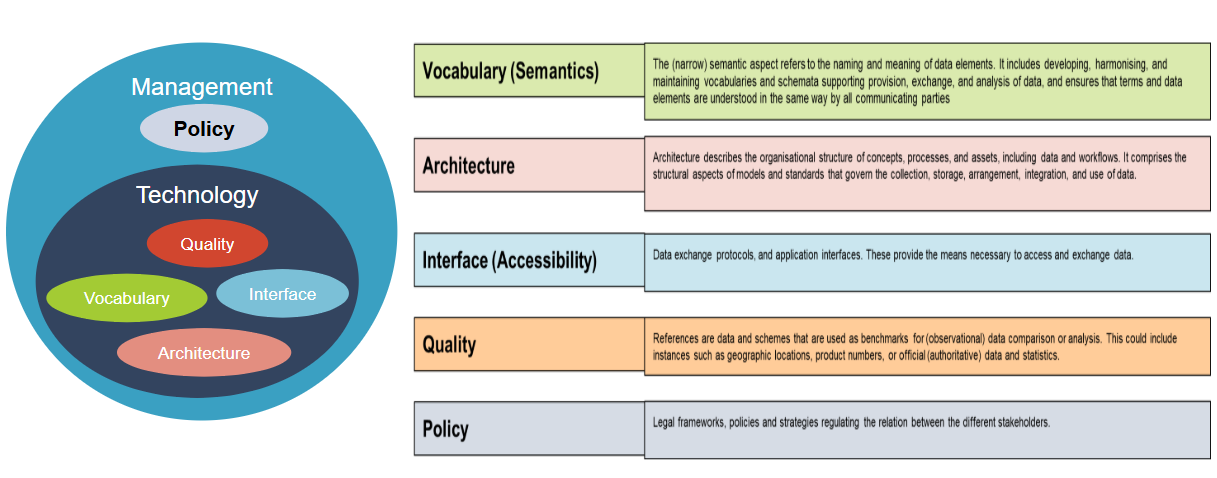 Management
Policy
Technology
Quality
Vocabulary
Interface
Architecture
Vocabulary (Semantics)
The (narrow) semantic aspect refers to the naming and meaning of data elements. It includes developing, harmonising, and
maintaining vocabularies and schemata supporting provision, exchange, and analysis of data, and ensures that terms and data
elements are understood in the same way by all communicating parties
Architecture
Architecture describes the organisational structure of concepts, processes, and assets, including data and workflows. It comprises the
structural aspects of models and standards that govern the collection, storage, arrangement, integration, and use of data.
Interface (Accessibility)
Data exchange protocols, and application interfaces. These provide the means necessary to access and exchange data.
Quality
References are data and schemes that are used as benchmarks for (observational) data comparison or analysis. This could include
instances such as geographic locations, product numbers, or official (authoritative) data and statistics.
Policy
Legal frameworks, policies and strategies regulating the relation between the different stakeholders.